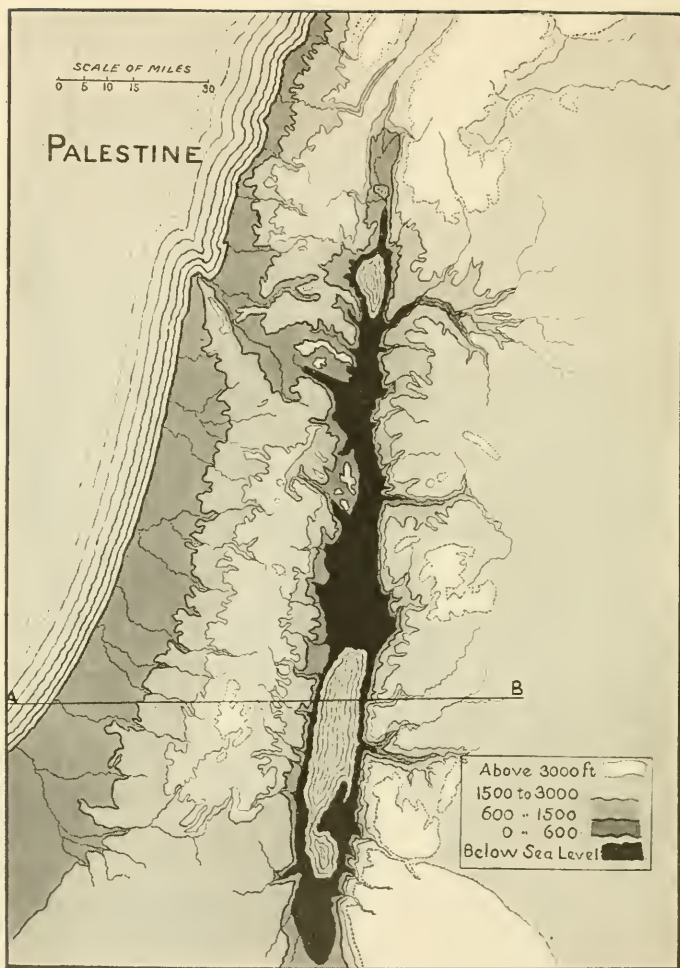 SCALE OF MILES
0 5 10 15 30
PALESTINE
A B
Above 3000 ft
1500 to 3000
600 " 1500
0 " 600
Below Sea Level